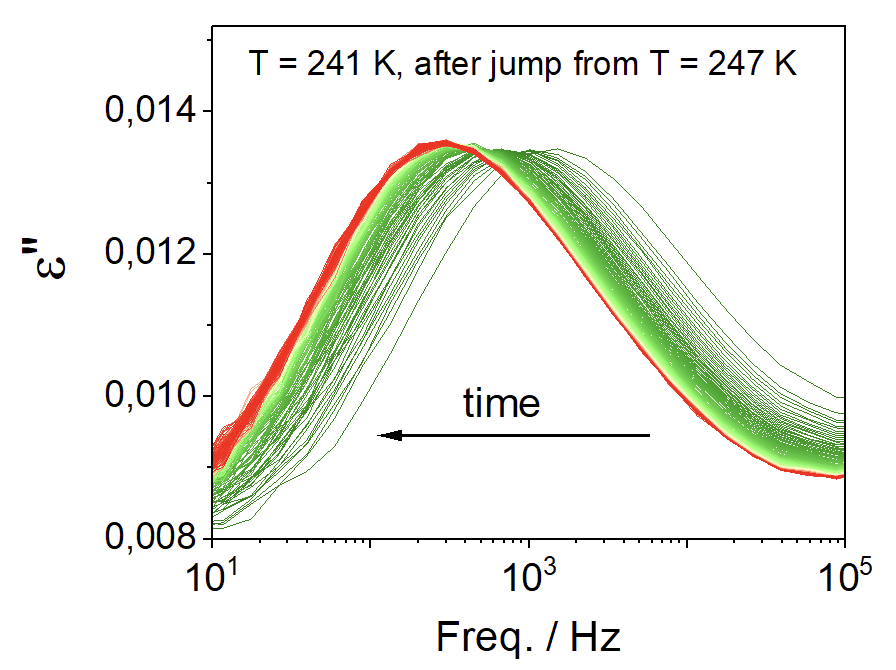 T = 241 K, after jump from T = 247 K
0,014
0,012
0,010
0,008
ε"
time
10¹
10³
10⁵
Freq. / Hz